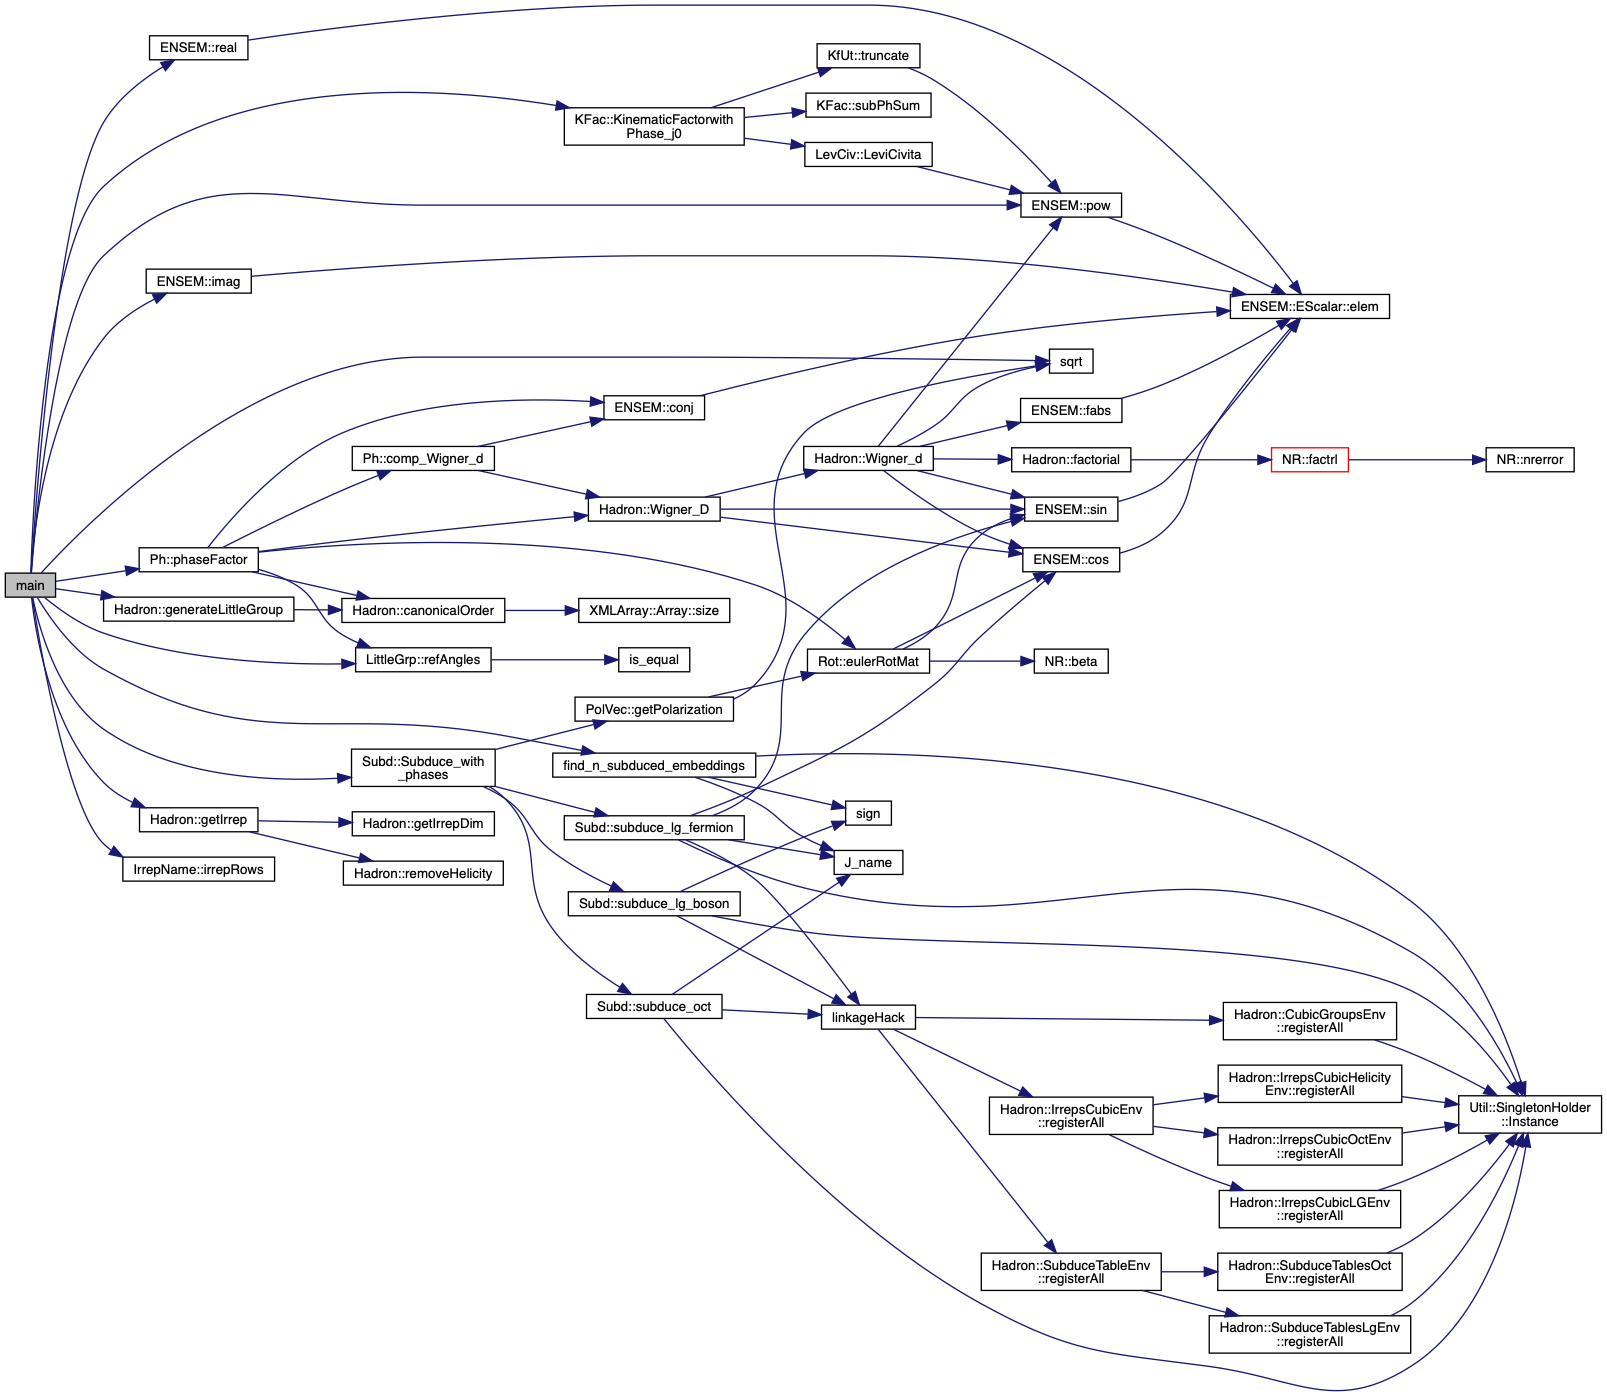 main
ENSEM::real
ENSEM::imag
Ph::phaseFactor
Hadron::generateLittleGroup
Hadron::getIrrep
IrrepName::irrepRows
KFac::KinematicFactorwith
Phase_j0
ENSEM::conj
Ph::comp_Wigner_d
Hadron::Wigner_D
Hadron::canonicalOrder
XMLArray::Array::size
LittleGrp::refAngles
is_equal
PolVec::getPolarization
Subd::Subduce_with
_phases
find_n_subduced_embeddings
Hadron::getIrrepDim
Hadron::removeHelicity
Subd::subduce_lg_fermion
Subd::subduce_lg_boson
Subd::subduce_oct
KfUt::truncate
KFac::subPhSum
LevCiv::LeviCivita
ENSEM::pow
ENSEM::EScalar::elem
sqrt
ENSEM::fabs
Hadron::Wigner_d
Hadron::factorial
NR::factrl
NR::nrerror
ENSEM::sin
ENSEM::cos
Rot::eulerRotMat
NR::beta
sign
J_name
linkageHack
Hadron::CubicGroupsEnv
::registerAll
Hadron::IrrepsCubicHelicity
Env::registerAll
Hadron::IrrepsCubicEnv
::registerAll
Hadron::IrrepsCubicOctEnv
::registerAll
Util::SingletonHolder
::Instance
Hadron::IrrepsCubicLGEnv
::registerAll
Hadron::SubduceTableEnv
::registerAll
Hadron::SubduceTablesOct
Env::registerAll
Hadron::SubduceTablesLgEnv
::registerAll